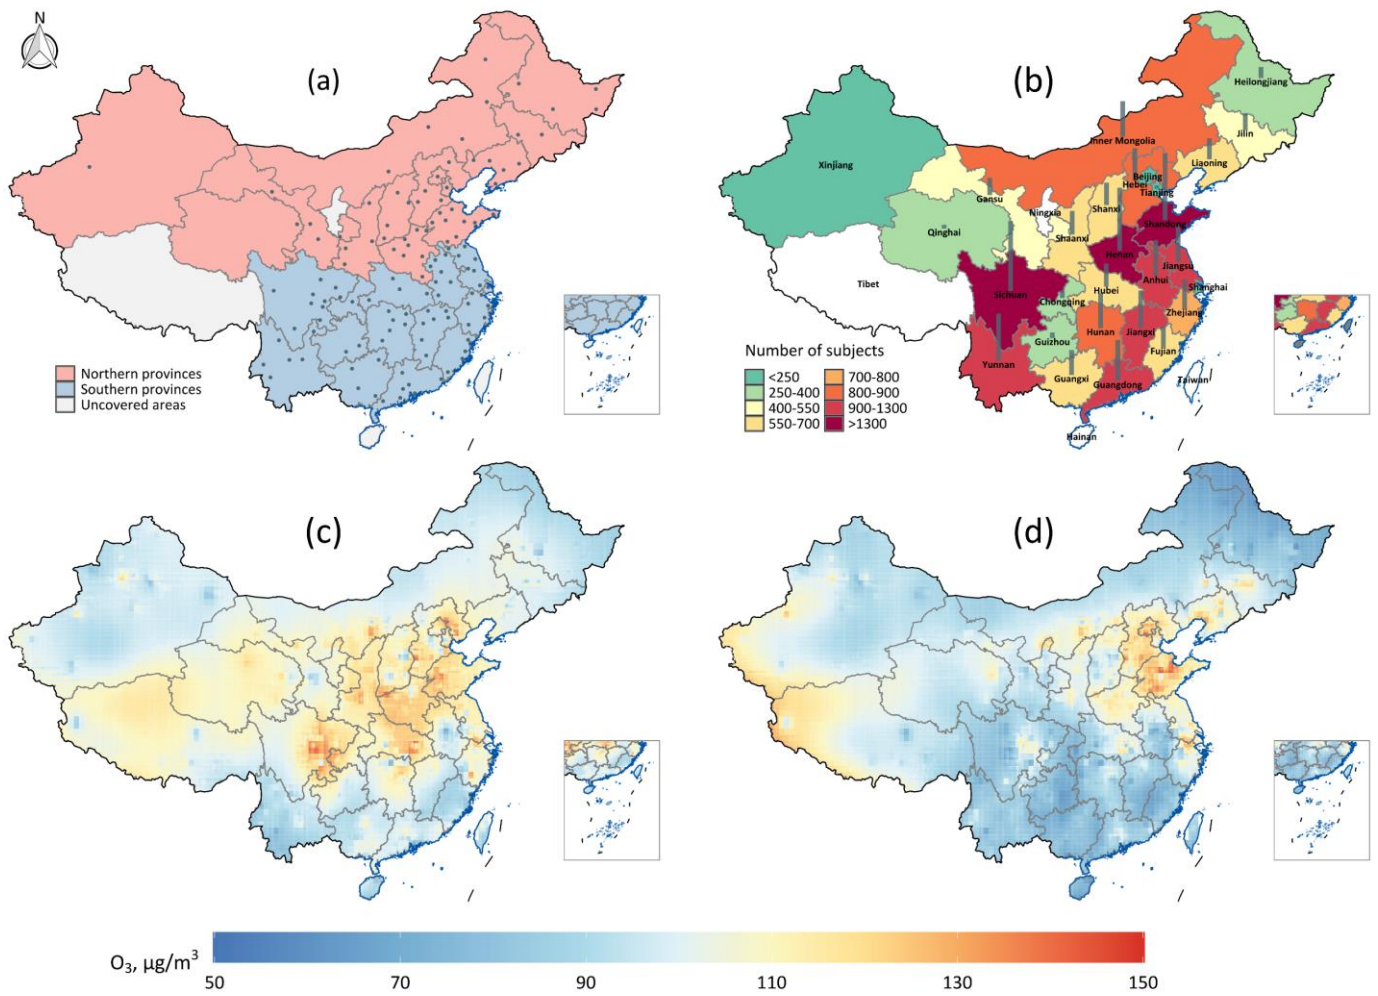 N
(a)
Northern provinces
Southern provinces
Uncovered areas
(b)
Heilongjiang
Jilin
nner Mongolia
Liaoning
Xinjiang
Beijing
Hebei
Tianjing
Gansu
Ningxia
Shanxi
Shandong
Qinghai
Shaanxi
Henan
Jiangsu
Anhui
Tibet
Sichuan
Chongqing
Hubei
Shanghai
Zhejiang
Hunan
Jiangxi
Guizhou
Fujian
Yunnan
Guangxi
Guangdong
Taiwan
Hainan
Number of subjects
<250 700-800
250-400 800-900
400-550 900-1300
550-700 >1300
(c)
(d)
O₃, µg/m³
50 70 90 110 130 150